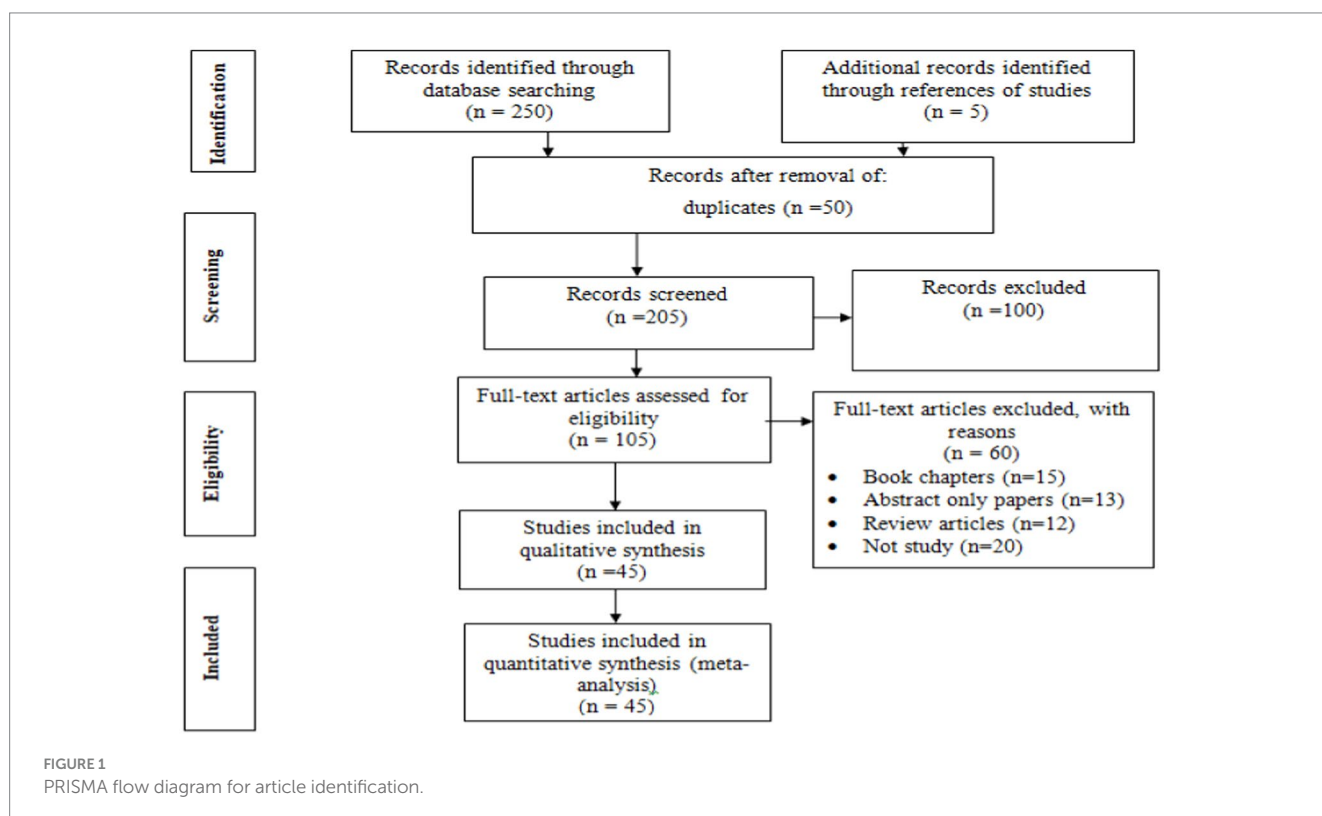 Identification
Records identified through
database searching
(n = 250)
Additional records identified
through references of studies
(n = 5)
Records after removal of:
duplicates (n =50)
Screening
Records screened
(n =205)
Records excluded
(n =100)
Eligibility
Full-text articles assessed for
eligibility
(n = 105)
Full-text articles excluded, with
reasons
(n = 60)
• Book chapters (n=15)
• Abstract only papers (n=13)
• Review articles (n=12)
• Not study (n=20)
Studies included in
qualitative synthesis
(n =45)
Included
Studies included in
quantitative synthesis (meta-
analysis)
(n = 45)
FIGURE 1
PRISMA flow diagram for article identification.